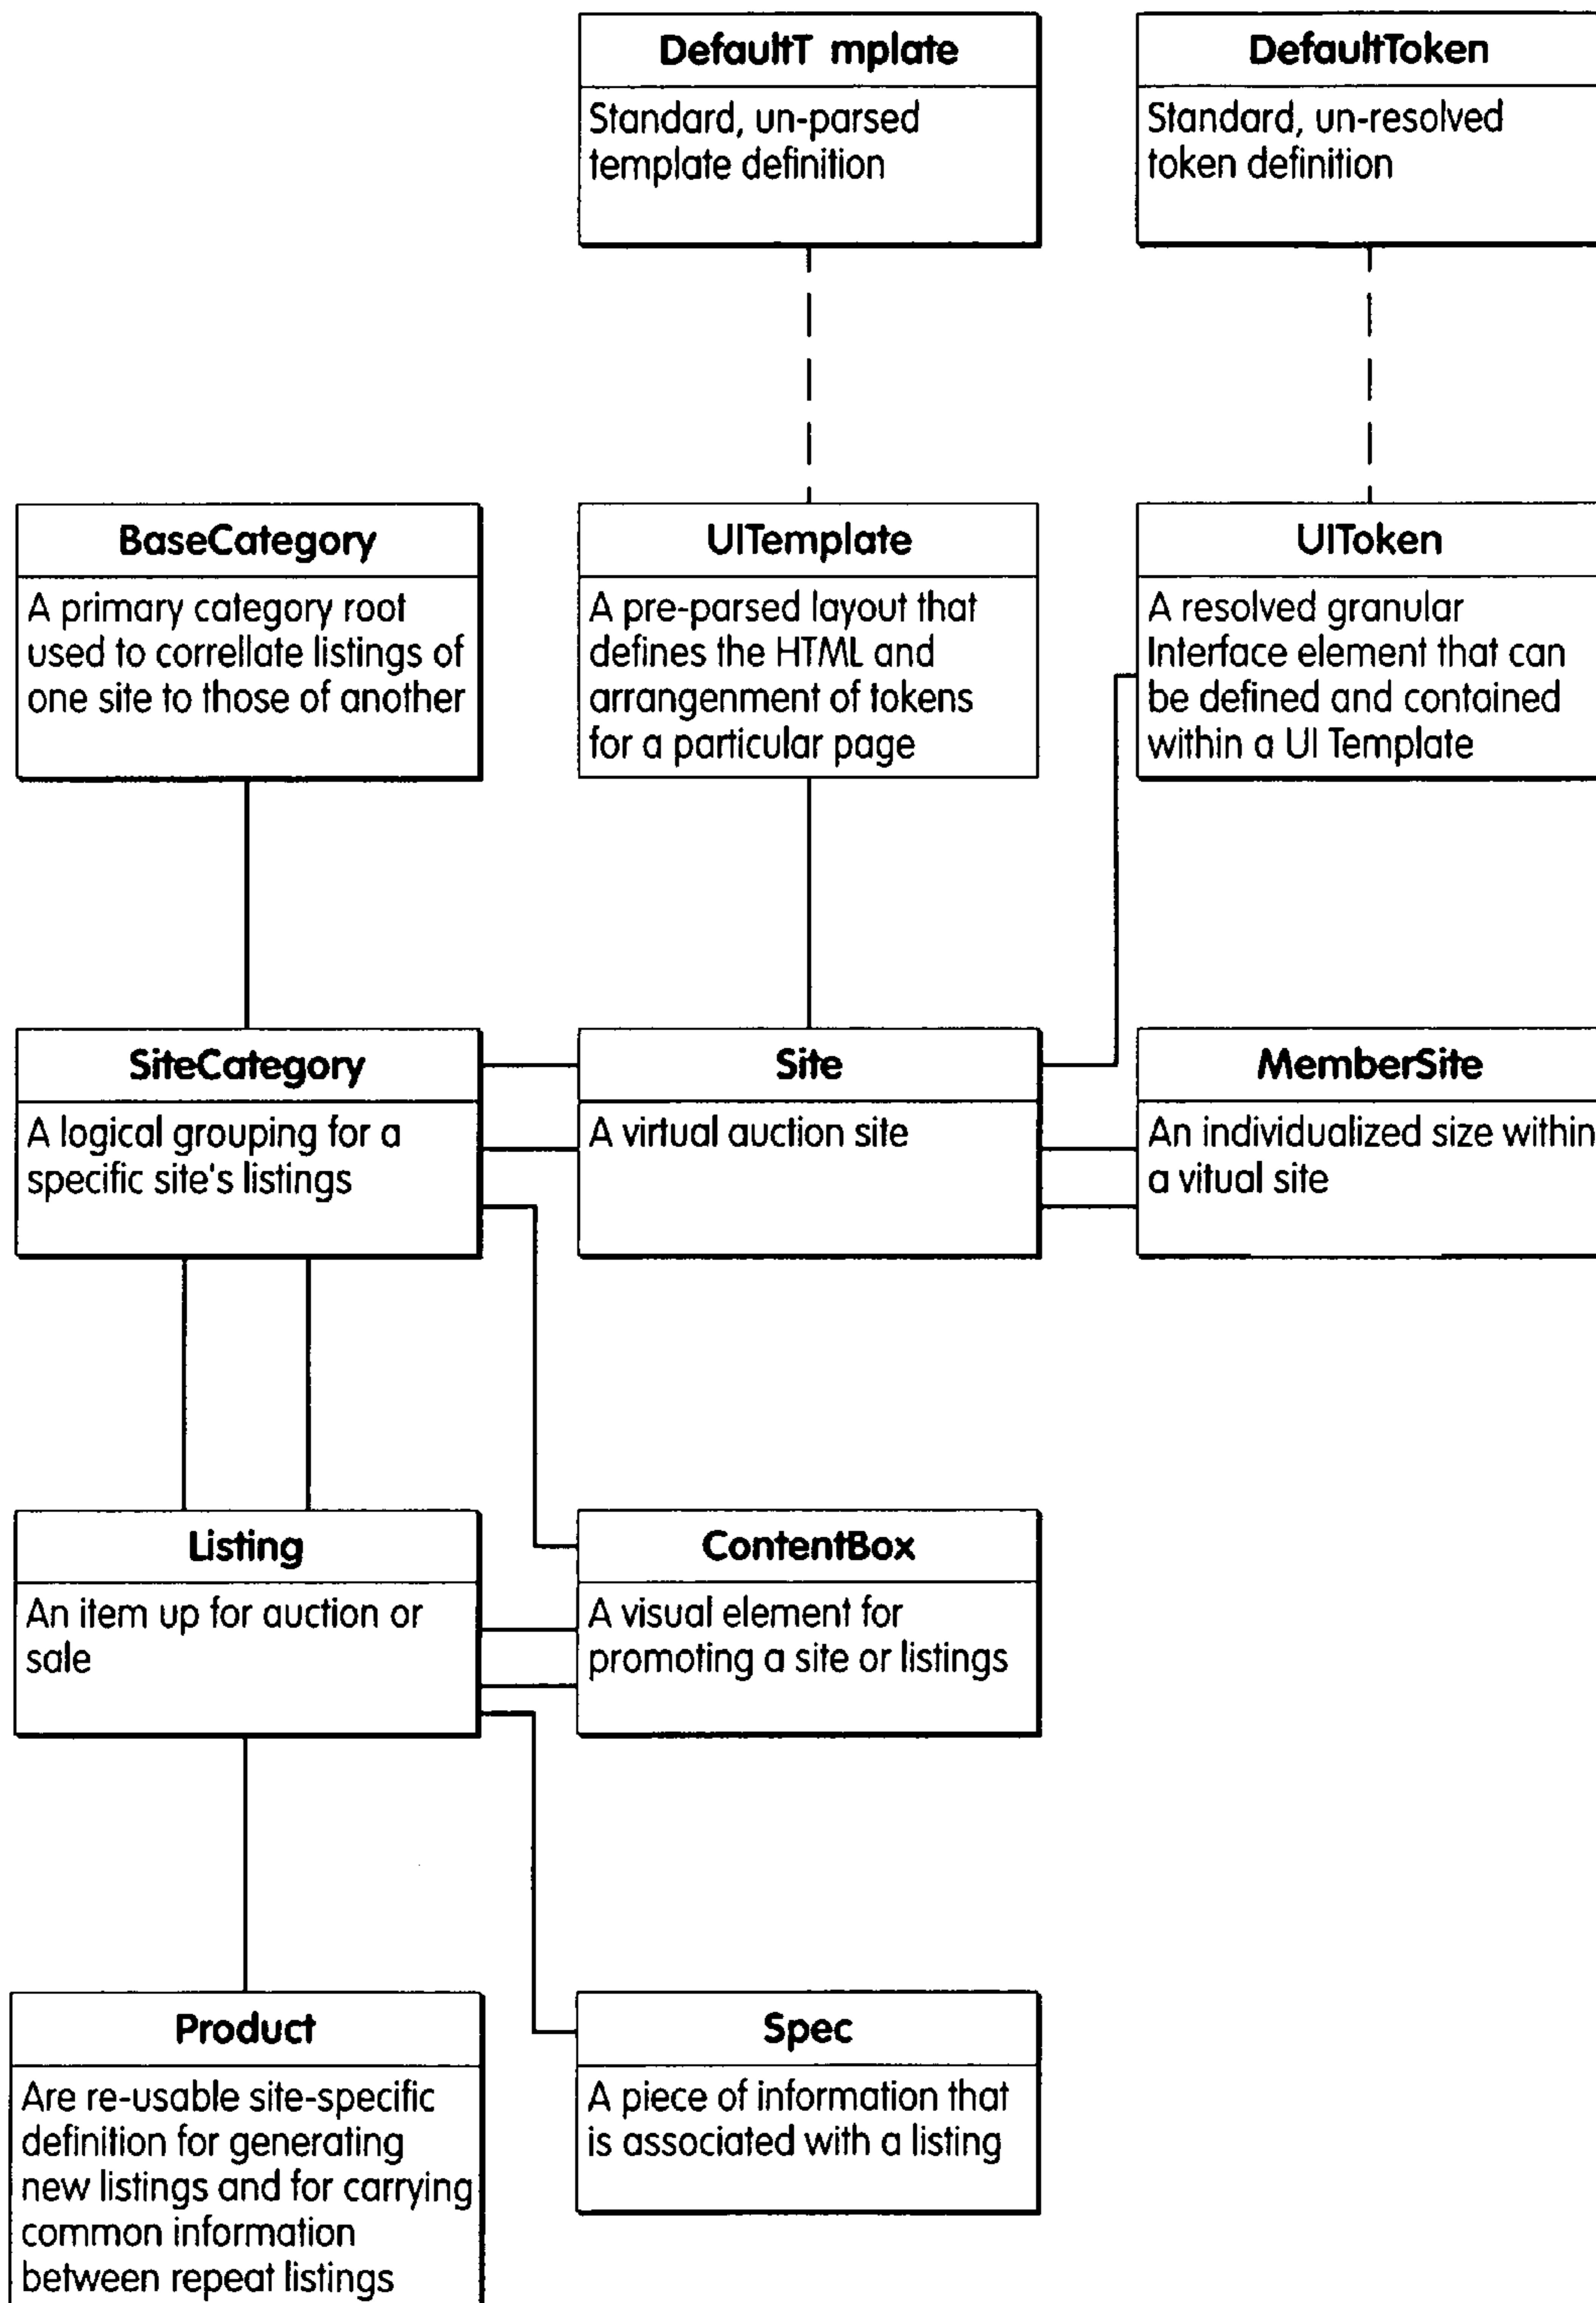 DefaultT mplate
Standard, un-parsed
template definition
DefaultToken
Standard, un-resolved
token definition
BaseCategory
A primary category root
used to correllate listings of
one site to those of another
UITemplate
A pre-parsed layout that
defines the HTML and
arrangenment of tokens
for a particular page
UIToken
A resolved granular
Interface element that can
be defined and contained
within a UI Template
SiteCategory
A logical grouping for a
specific site's listings
Site
A virtual auction site
MemberSite
An individualized size within
a vitual site
Listing
An item up for auction or
sale
ContentBox
A visual element for
promoting a site or listings
Product
Are re-usable site-specific
definition for generating
new listings and for carrying
common information
between repeat listings
Spec
A piece of information that
is associated with a listing